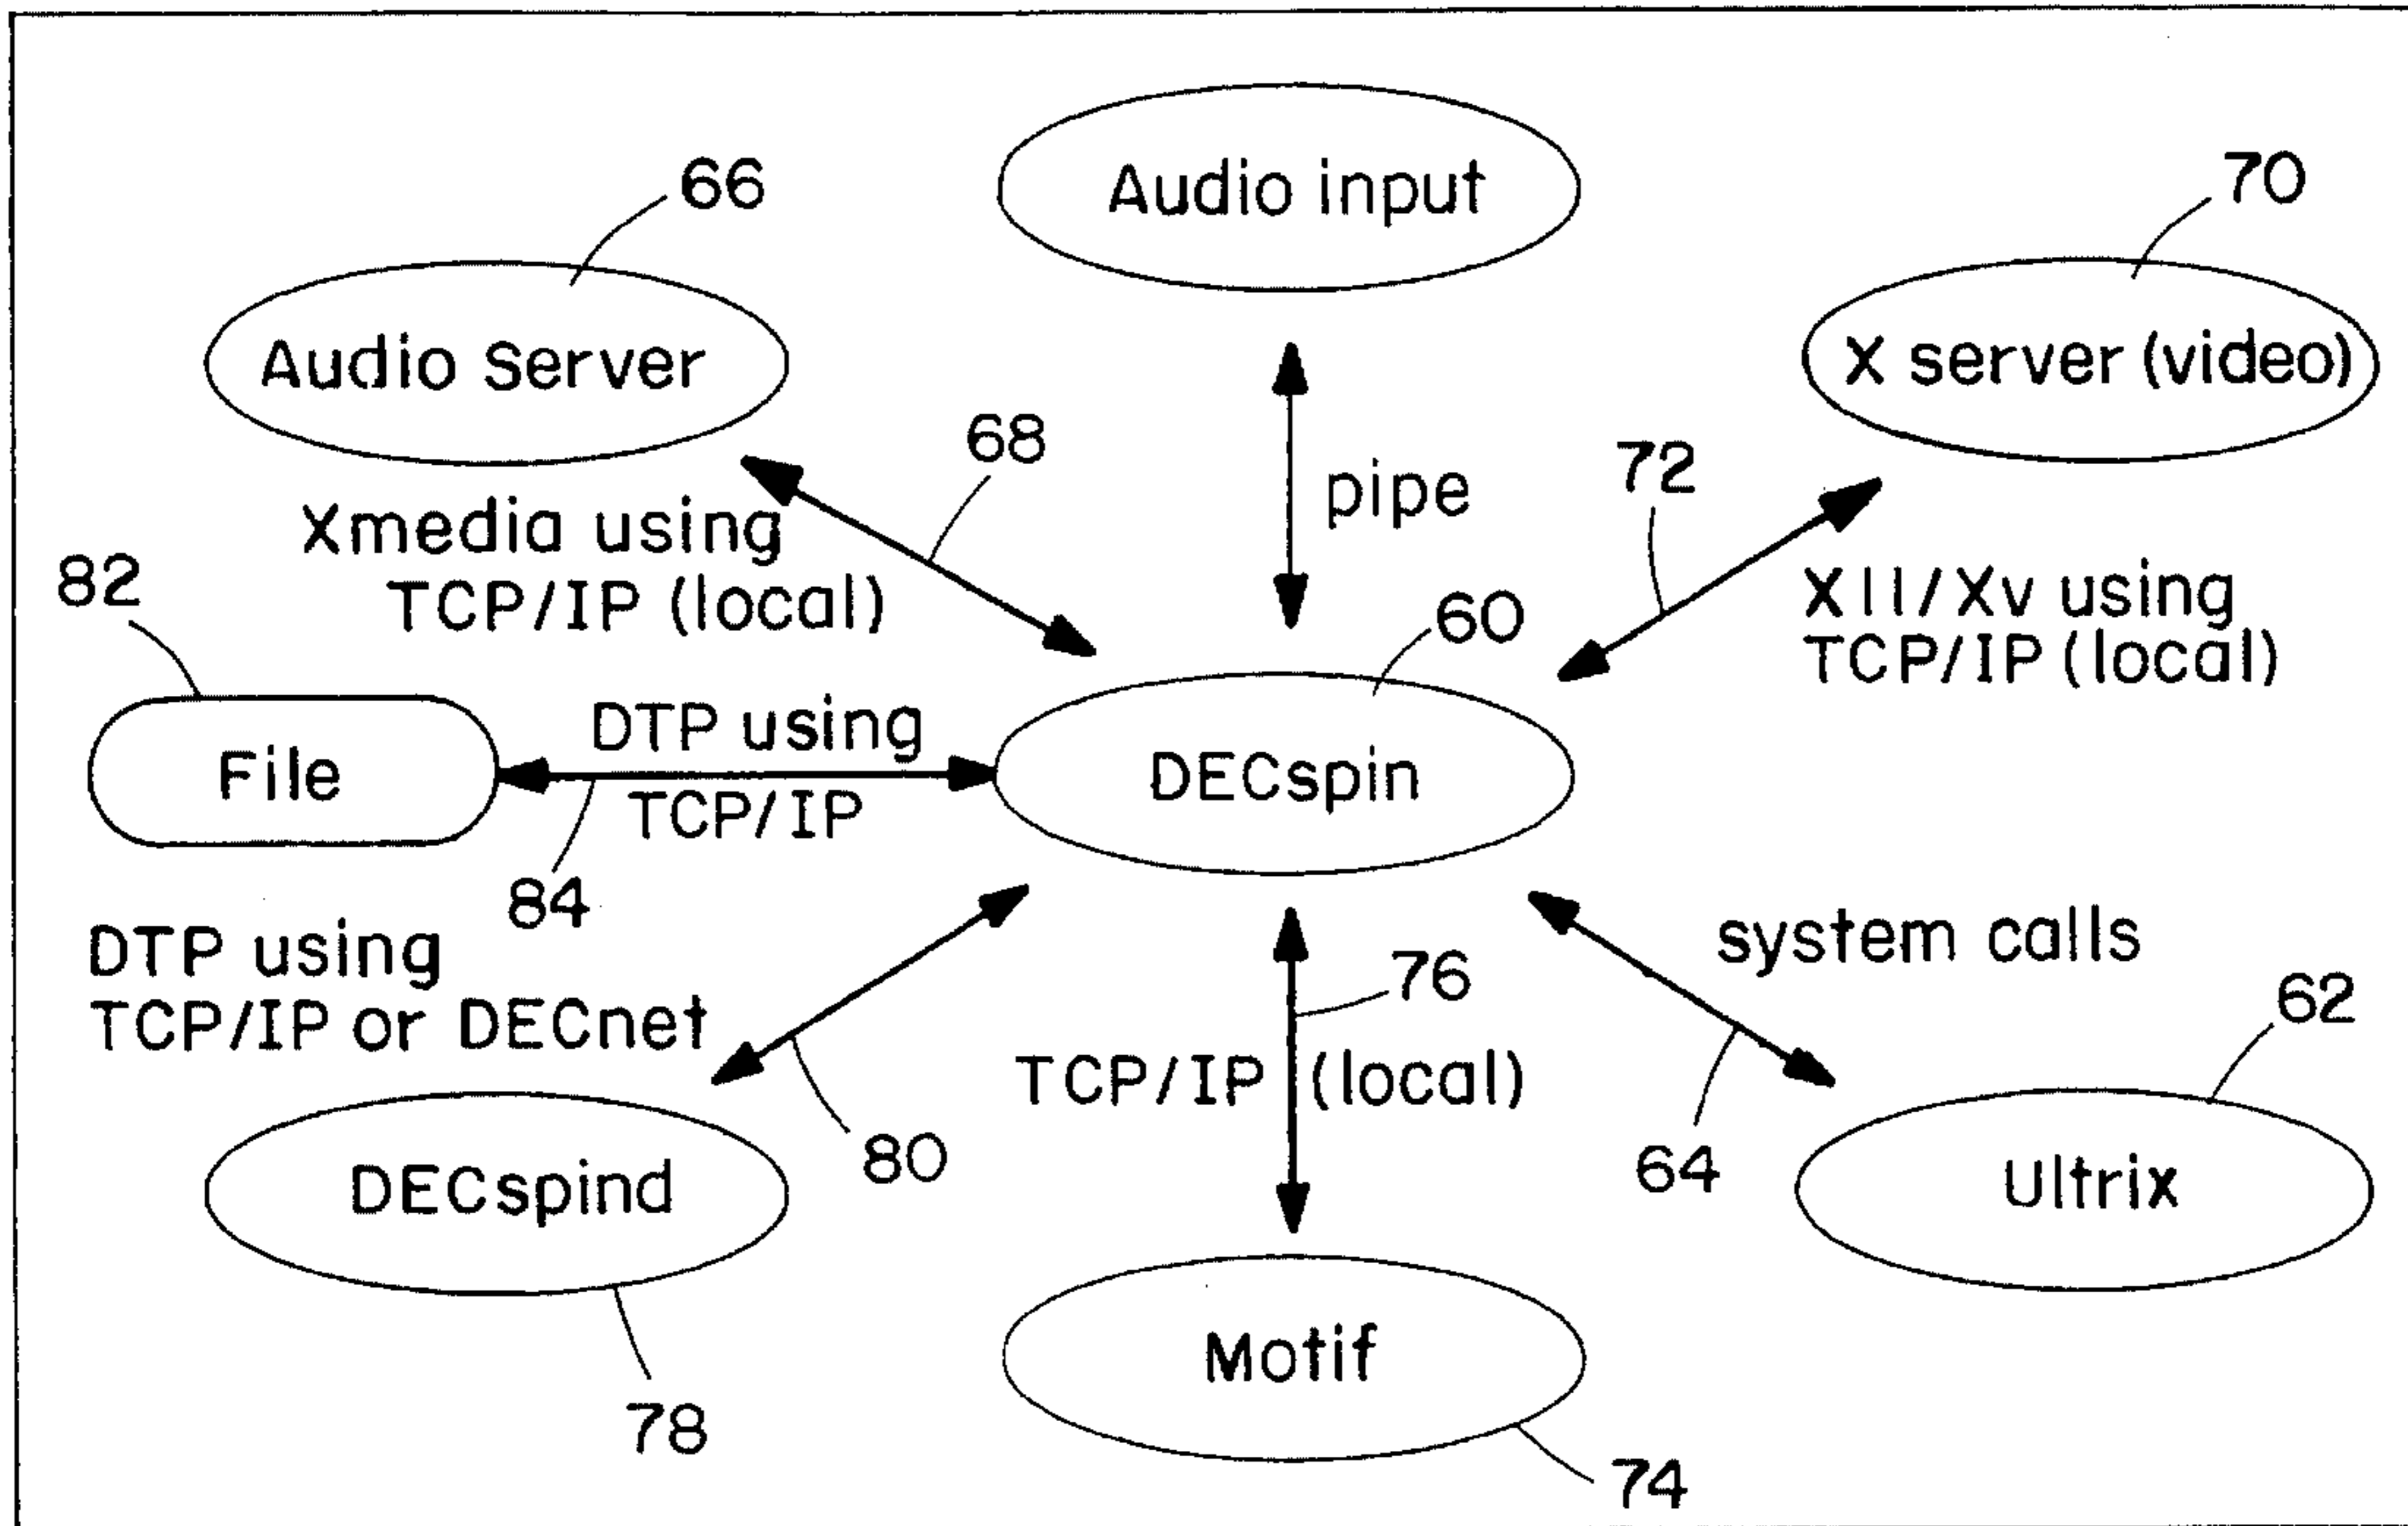 Audio input
66
70
Audio Server
X server (video)
68
pipe
72
Xmedia using
TCP/IP (local)
X11/Xv using
TCP/IP (local)
82
60
DTP using
TCP/IP
File
DECspin
84
DTP using
TCP/IP or DECnet
system calls
76
62
TCP/IP (local)
80
64
DECspind
Ultrix
Motif
78
74